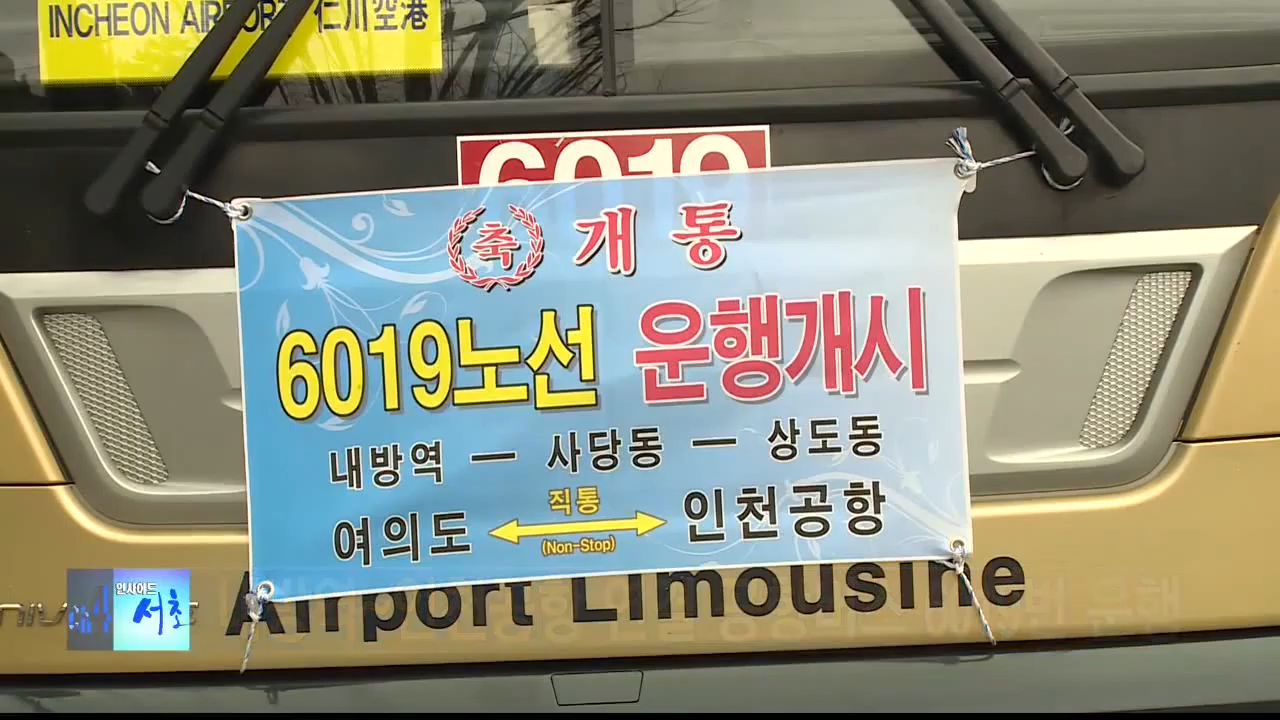 INCHEON AIRPORT 仁川空港
6019
축 개통
6019노선 운행개시
내방역 — 사당동 — 상도동
직통
여의도 인천공항
(Non-Stop)
Airport Limousine
인사이드
서초